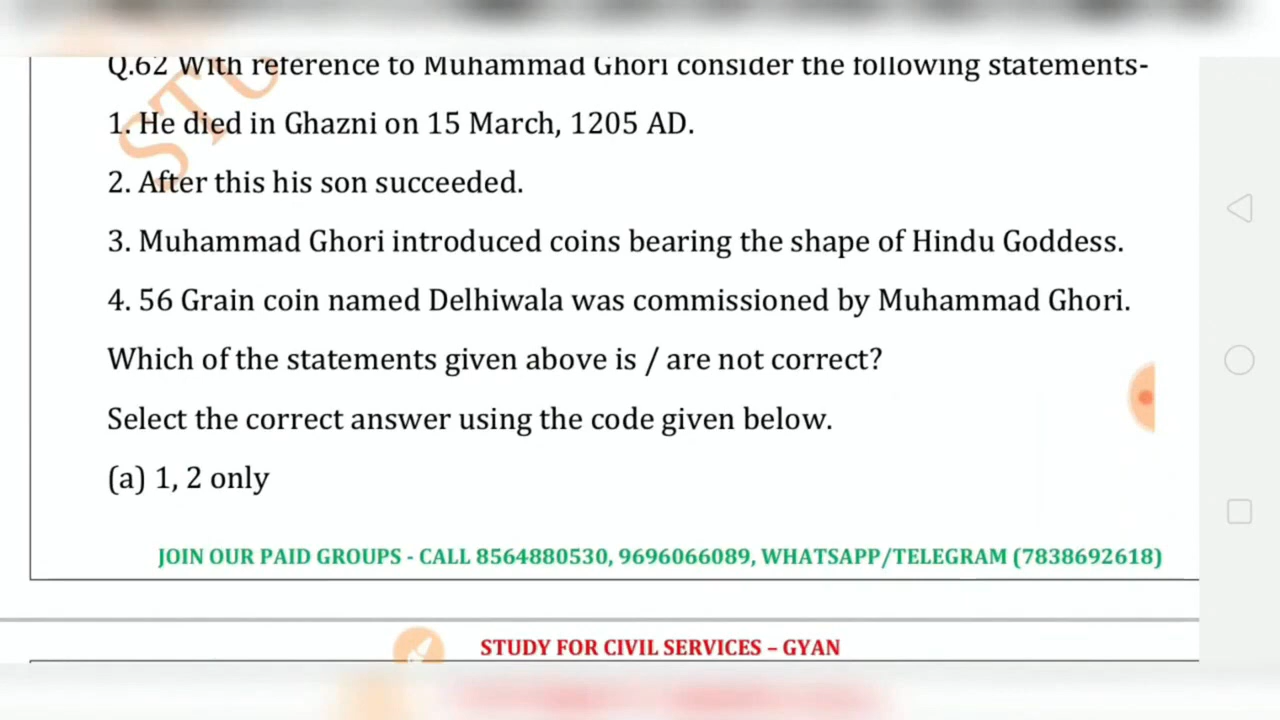 Q.62 With reference to Muhammad Ghori consider the following statements-
1. He died in Ghazni on 15 March, 1205 AD.
2. After this his son succeeded.
3. Muhammad Ghori introduced coins bearing the shape of Hindu Goddess.
4. 56 Grain coin named Delhiwala was commissioned by Muhammad Ghori.
Which of the statements given above is / are not correct?
Select the correct answer using the code given below.
(a) 1, 2 only
JOIN OUR PAID GROUPS - CALL 8564880530, 9696066089, WHATSAPP/TELEGRAM (7838692618)
STUDY FOR CIVIL SERVICES – GYAN